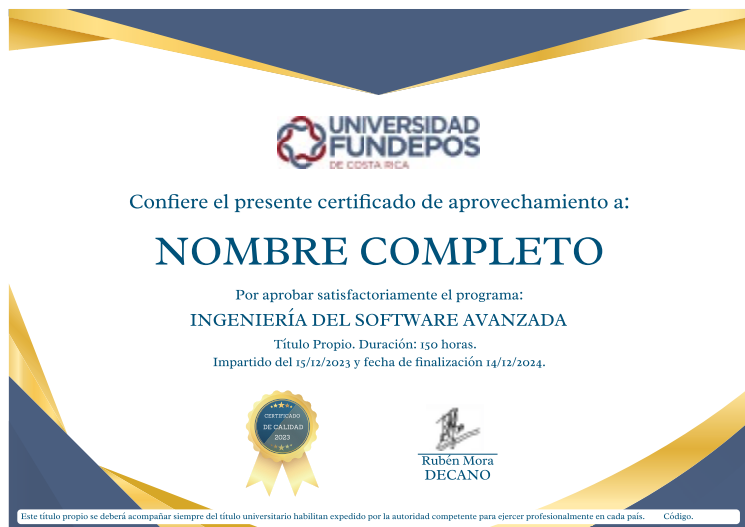 UNIVERSIDAD
FUNDEPOS
DE COSTA RICA
Confiere el presente certificado de aprovechamiento a:
NOMBRE COMPLETO
Por aprobar satisfactoriamente el programa:
INGENIERÍA DEL SOFTWARE AVANZADA
Título Propio. Duración: 150 horas.
Impartido del 15/12/2023 y fecha de finalización 14/12/2024.
CERTIFICADO
DE CALIDAD
2023
Rubén Mora
DECANO
Este título propio se deberá acompañar siempre del título universitario habilitan expedido por la autoridad competente para ejercer profesionalmente en cada país. Código.